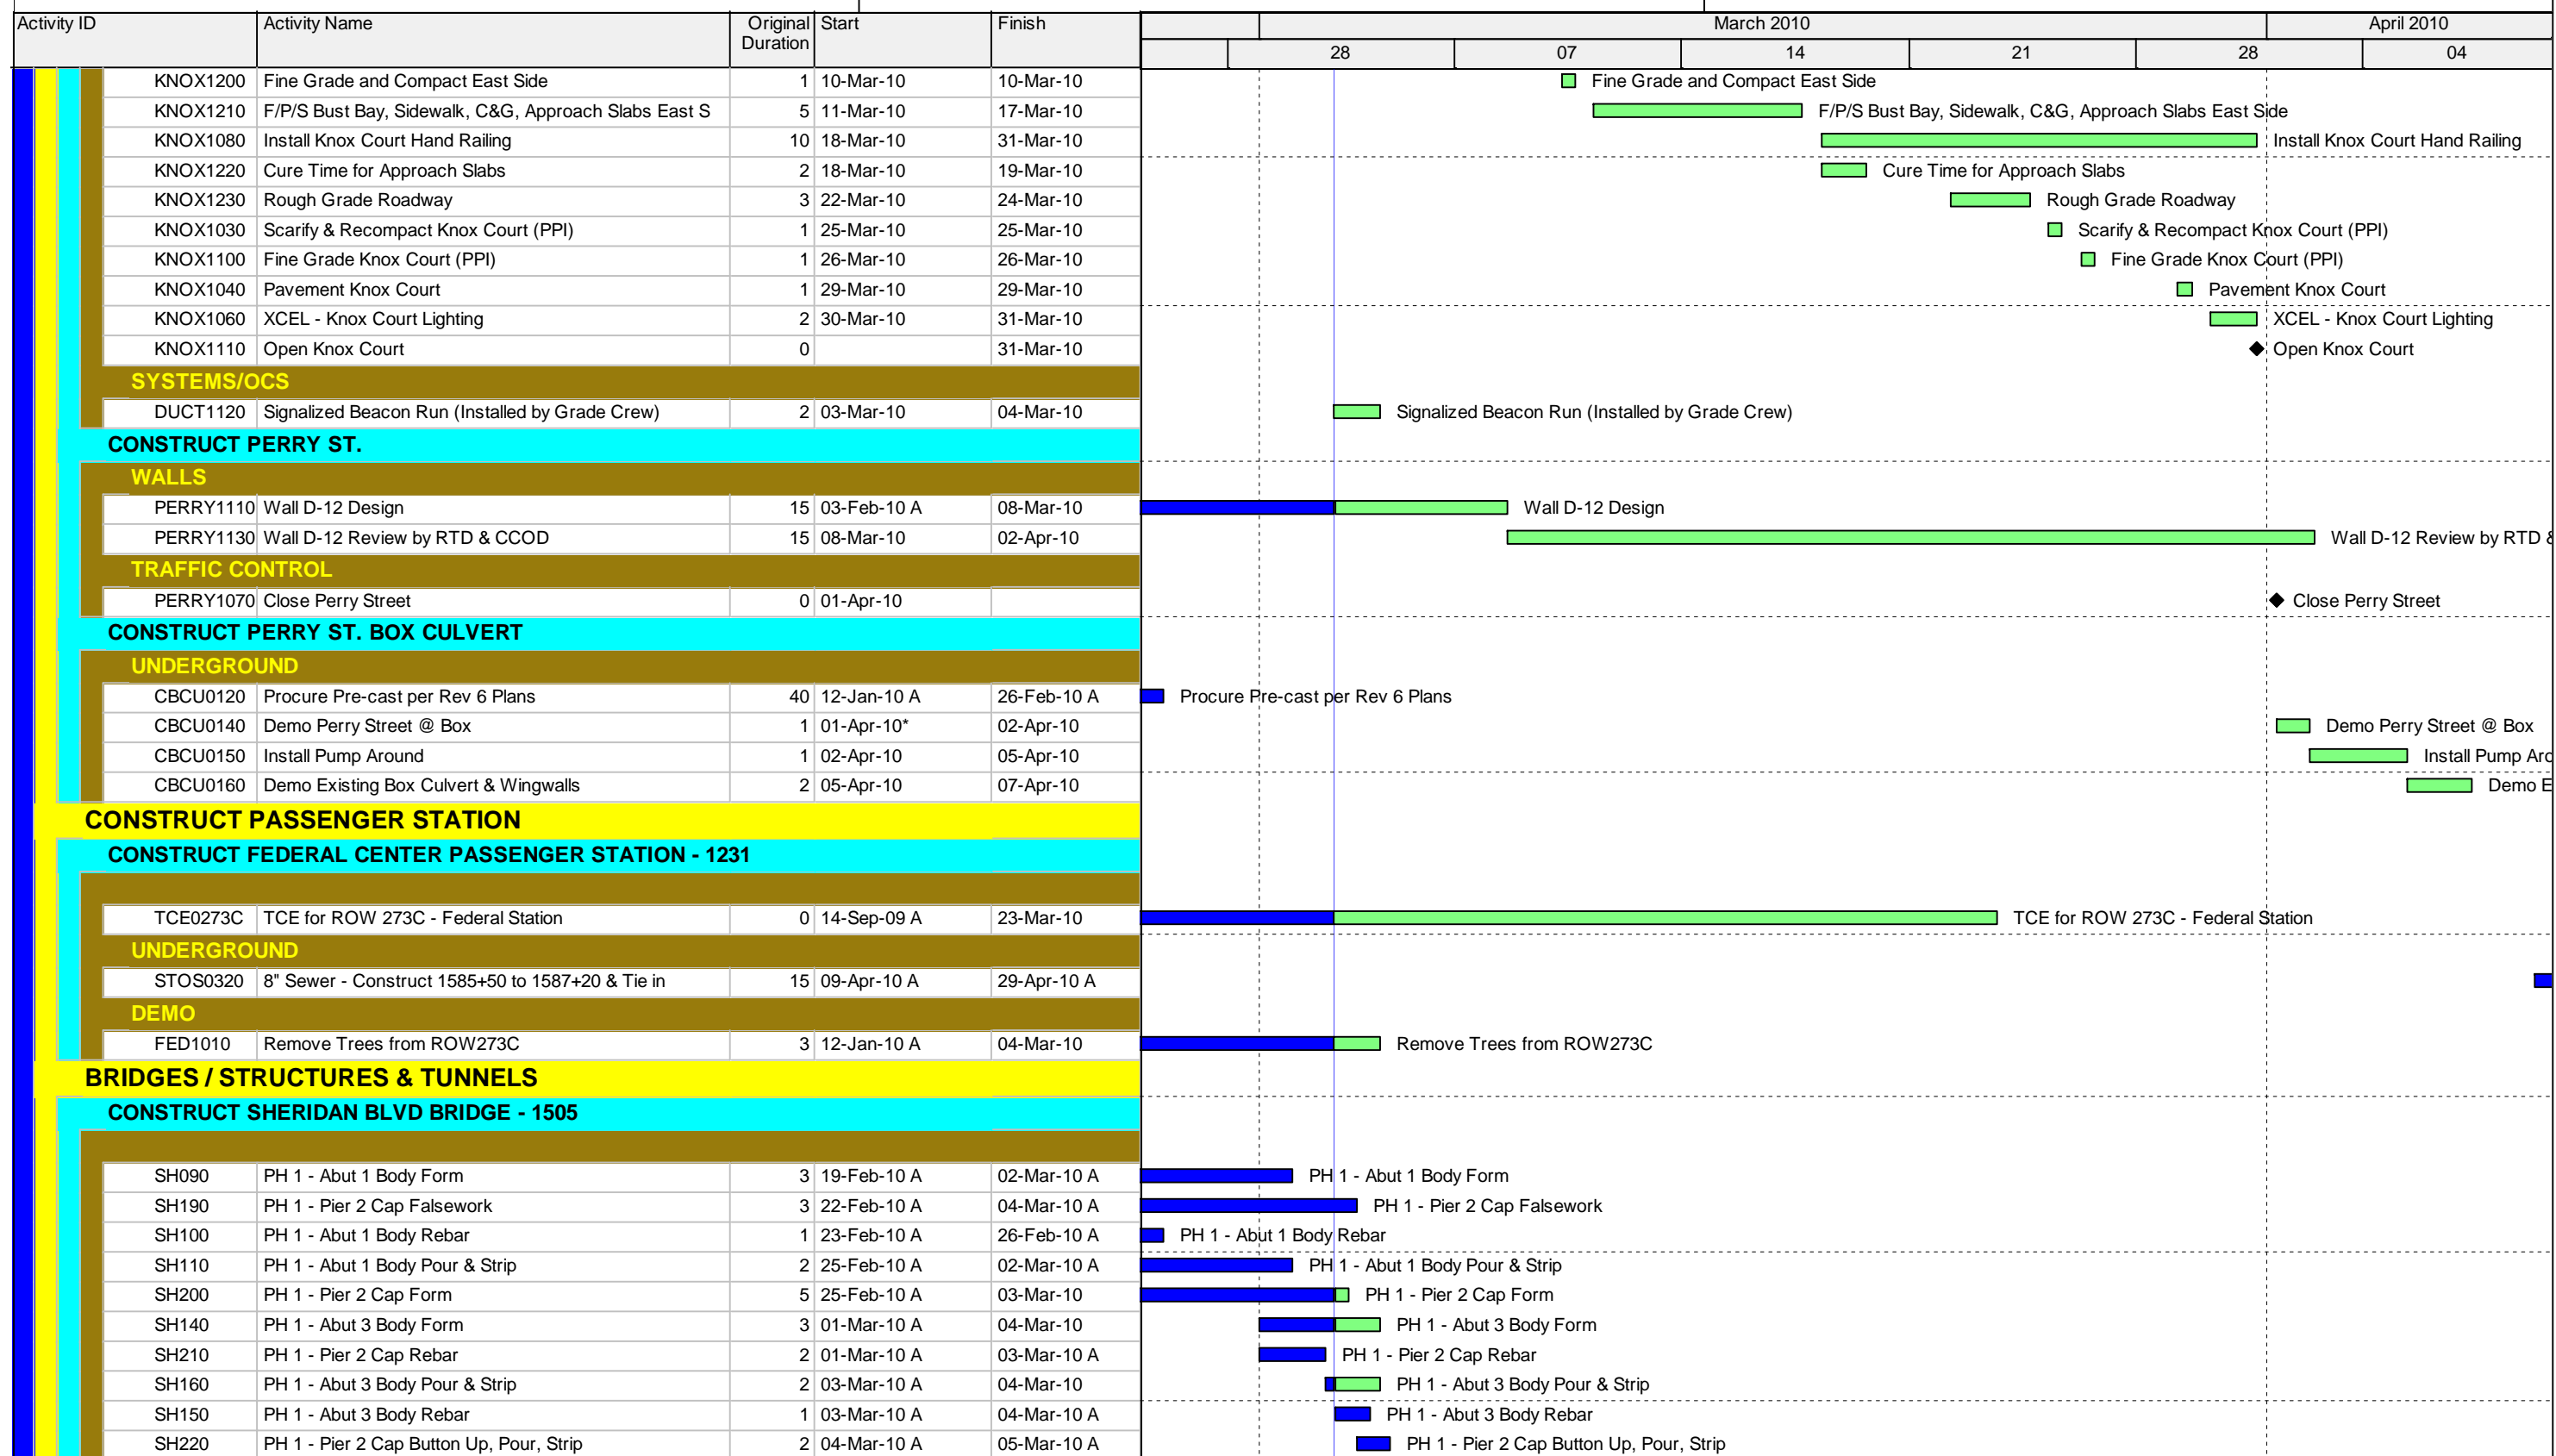 Activity ID Activity Name Original Duration Start Finish March 2010 April 2010
28 07 14 21 28 04
KNOX1200 Fine Grade and Compact East Side 1 10-Mar-10 10-Mar-10 Fine Grade and Compact East Side
KNOX1210 F/P/S Bust Bay, Sidewalk, C&G, Approach Slabs East S 5 11-Mar-10 17-Mar-10 F/P/S Bust Bay, Sidewalk, C&G, Approach Slabs East Side
KNOX1080 Install Knox Court Hand Railing 10 18-Mar-10 31-Mar-10 Install Knox Court Hand Railing
KNOX1220 Cure Time for Approach Slabs 2 18-Mar-10 19-Mar-10 Cure Time for Approach Slabs
KNOX1230 Rough Grade Roadway 3 22-Mar-10 24-Mar-10 Rough Grade Roadway
KNOX1030 Scarify & Recompact Knox Court (PPI) 1 25-Mar-10 25-Mar-10 Scarify & Recompact Knox Court (PPI)
KNOX1100 Fine Grade Knox Court (PPI) 1 26-Mar-10 26-Mar-10 Fine Grade Knox Court (PPI)
KNOX1040 Pavement Knox Court 1 29-Mar-10 29-Mar-10 Pavement Knox Court
KNOX1060 XCEL - Knox Court Lighting 2 30-Mar-10 31-Mar-10 XCEL - Knox Court Lighting
KNOX1110 Open Knox Court 0 31-Mar-10 Open Knox Court
SYSTEMS/OCS
DUCT1120 Signalized Beacon Run (Installed by Grade Crew) 2 03-Mar-10 04-Mar-10 Signalized Beacon Run (Installed by Grade Crew)
CONSTRUCT PERRY ST.
WALLS
PERRY1110 Wall D-12 Design 15 03-Feb-10 A 08-Mar-10 Wall D-12 Design
PERRY1130 Wall D-12 Review by RTD & CCOD 15 08-Mar-10 02-Apr-10 Wall D-12 Review by RTD &
TRAFFIC CONTROL
PERRY1070 Close Perry Street 0 01-Apr-10 Close Perry Street
CONSTRUCT PERRY ST. BOX CULVERT
UNDERGROUND
CBCU0120 Procure Pre-cast per Rev 6 Plans 40 12-Jan-10 A 26-Feb-10 A Procure Pre-cast per Rev 6 Plans
CBCU0140 Demo Perry Street @ Box 1 01-Apr-10* 02-Apr-10 Demo Perry Street @ Box
CBCU0150 Install Pump Around 1 02-Apr-10 05-Apr-10 Install Pump Aro
CBCU0160 Demo Existing Box Culvert & Wingwalls 2 05-Apr-10 07-Apr-10 Demo E
CONSTRUCT PASSENGER STATION
CONSTRUCT FEDERAL CENTER PASSENGER STATION - 1231
TCE0273C TCE for ROW 273C - Federal Station 0 14-Sep-09 A 23-Mar-10 TCE for ROW 273C - Federal Station
UNDERGROUND
STOS0320 8" Sewer - Construct 1585+50 to 1587+20 & Tie in 15 09-Apr-10 A 29-Apr-10 A
DEMO
FED1010 Remove Trees from ROW273C 3 12-Jan-10 A 04-Mar-10 Remove Trees from ROW273C
BRIDGES / STRUCTURES & TUNNELS
CONSTRUCT SHERIDAN BLVD BRIDGE - 1505
SH090 PH 1 - Abut 1 Body Form 3 19-Feb-10 A 02-Mar-10 A PH 1 - Abut 1 Body Form
SH190 PH 1 - Pier 2 Cap Falsework 3 22-Feb-10 A 04-Mar-10 A PH 1 - Pier 2 Cap Falsework
SH100 PH 1 - Abut 1 Body Rebar 1 23-Feb-10 A 26-Feb-10 A PH 1 - Abut 1 Body Rebar
SH110 PH 1 - Abut 1 Body Pour & Strip 2 25-Feb-10 A 02-Mar-10 A PH 1 - Abut 1 Body Pour & Strip
SH200 PH 1 - Pier 2 Cap Form 5 25-Feb-10 A 03-Mar-10 PH 1 - Pier 2 Cap Form
SH140 PH 1 - Abut 3 Body Form 3 01-Mar-10 A 04-Mar-10 PH 1 - Abut 3 Body Form
SH210 PH 1 - Pier 2 Cap Rebar 2 01-Mar-10 A 03-Mar-10 A PH 1 - Pier 2 Cap Rebar
SH160 PH 1 - Abut 3 Body Pour & Strip 2 03-Mar-10 A 04-Mar-10 PH 1 - Abut 3 Body Pour & Strip
SH150 PH 1 - Abut 3 Body Rebar 1 03-Mar-10 A 04-Mar-10 A PH 1 - Abut 3 Body Rebar
SH220 PH 1 - Pier 2 Cap Button Up, Pour, Strip 2 04-Mar-10 A 05-Mar-10 A PH 1 - Pier 2 Cap Button Up, Pour, Strip